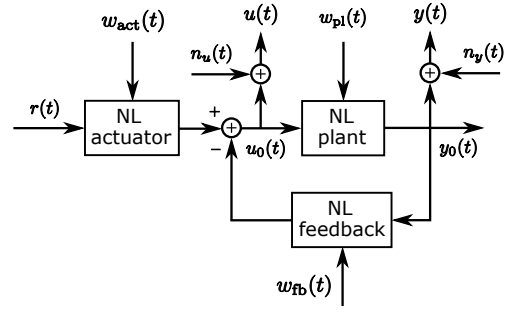 u(t)
y(t)
w_act(t)
w_pl(t)
n_u(t)
n_y(t)
+
+
r(t)
NL
actuator
+
+
−
u_0(t)
NL
plant
y_0(t)
NL
feedback
w_fb(t)